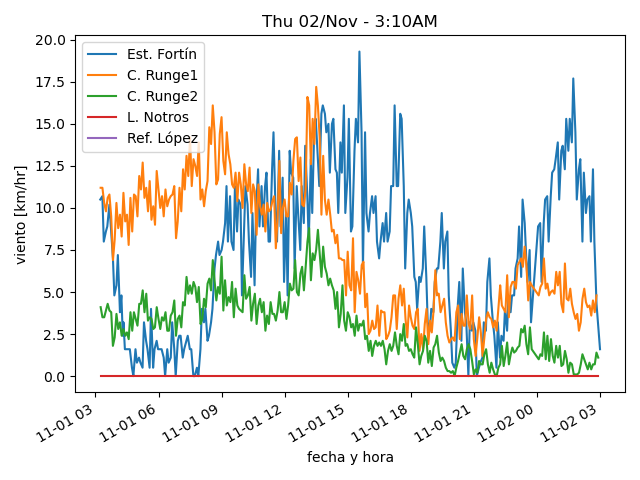 Thu 02/Nov - 3:10AM
viento [km/hr]
20.0
17.5
15.0
12.5
10.0
7.5
5.0
2.5
0.0
Est. Fortín
C. Runge1
C. Runge2
L. Notros
Ref. López
11-01 03
11-01 06
11-01 09
11-01 12
11-01 15
11-01 18
11-01 21
11-02 00
11-02 03
fecha y hora